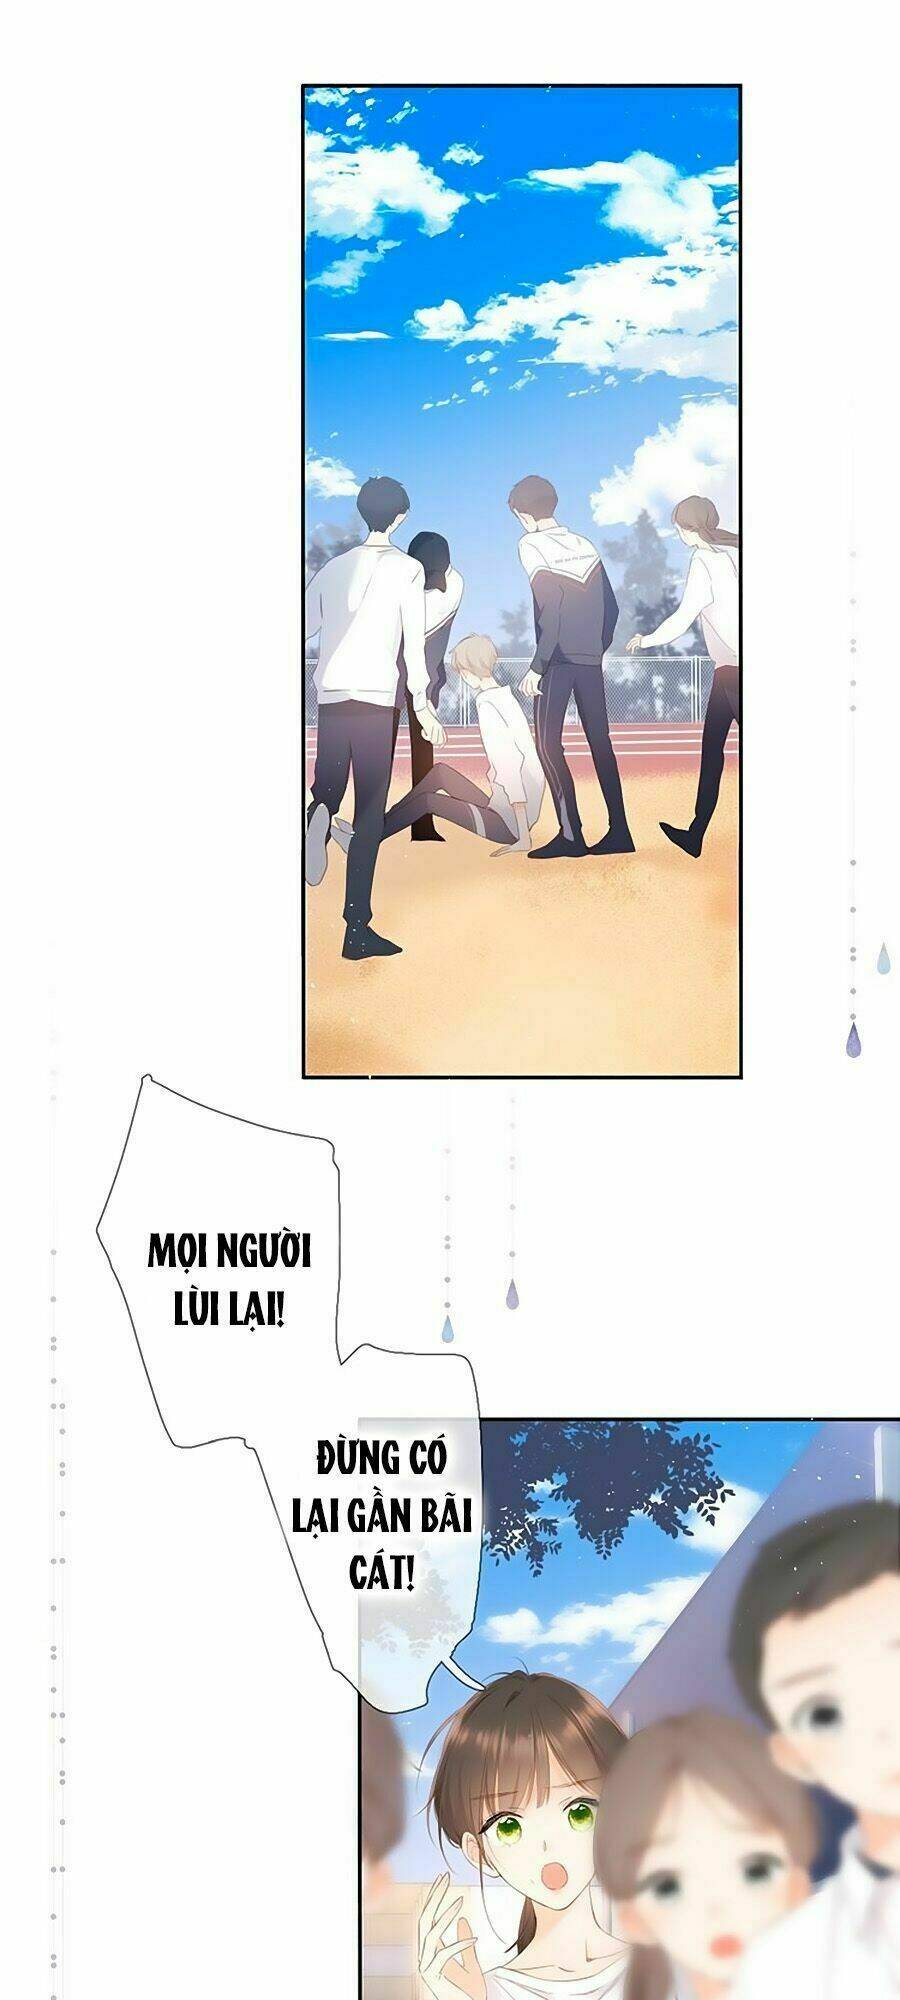 MỌI NGƯỜI
LÙI LẠI!
ĐỪNG CÓ
LẠI GẦN BÃI
CÁT!